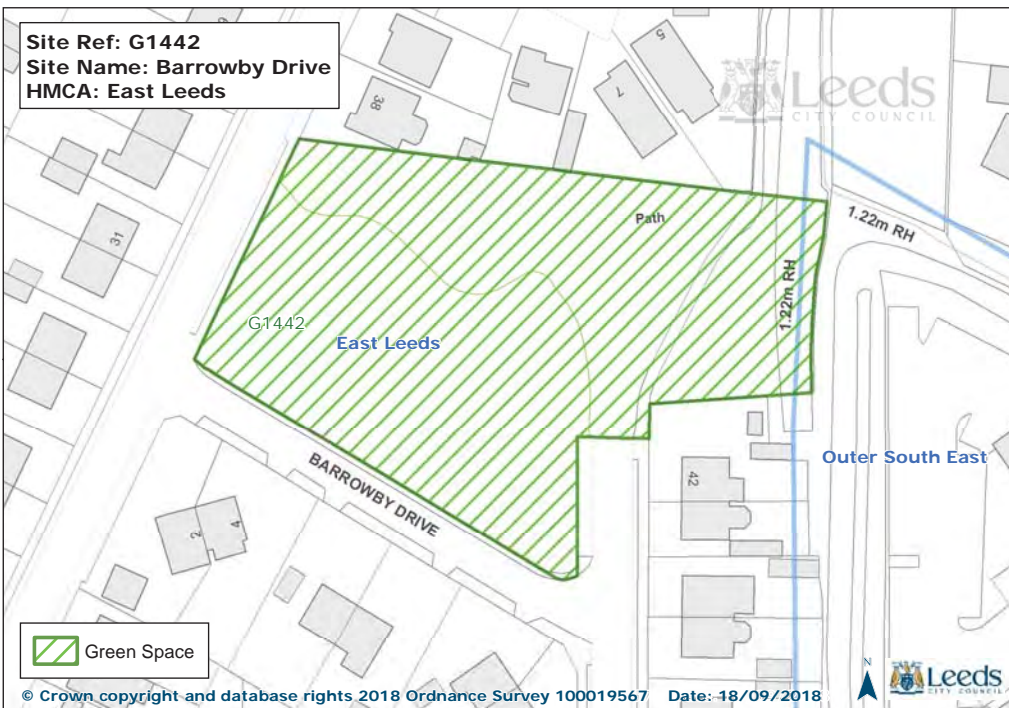 Site Ref: G1442
Site Name: Barrowby Drive
HMCA: East Leeds
Leeds
CITY COUNCIL
5
7
38
Path
1.22m RH
1.22m RH
31
G1442
East Leeds
BARROWBY DRIVE
Outer South East
42
2
4
Green Space
© Crown copyright and database rights 2018 Ordnance Survey 100019567 Date: 18/09/2018
N
Leeds
CITY COUNCIL